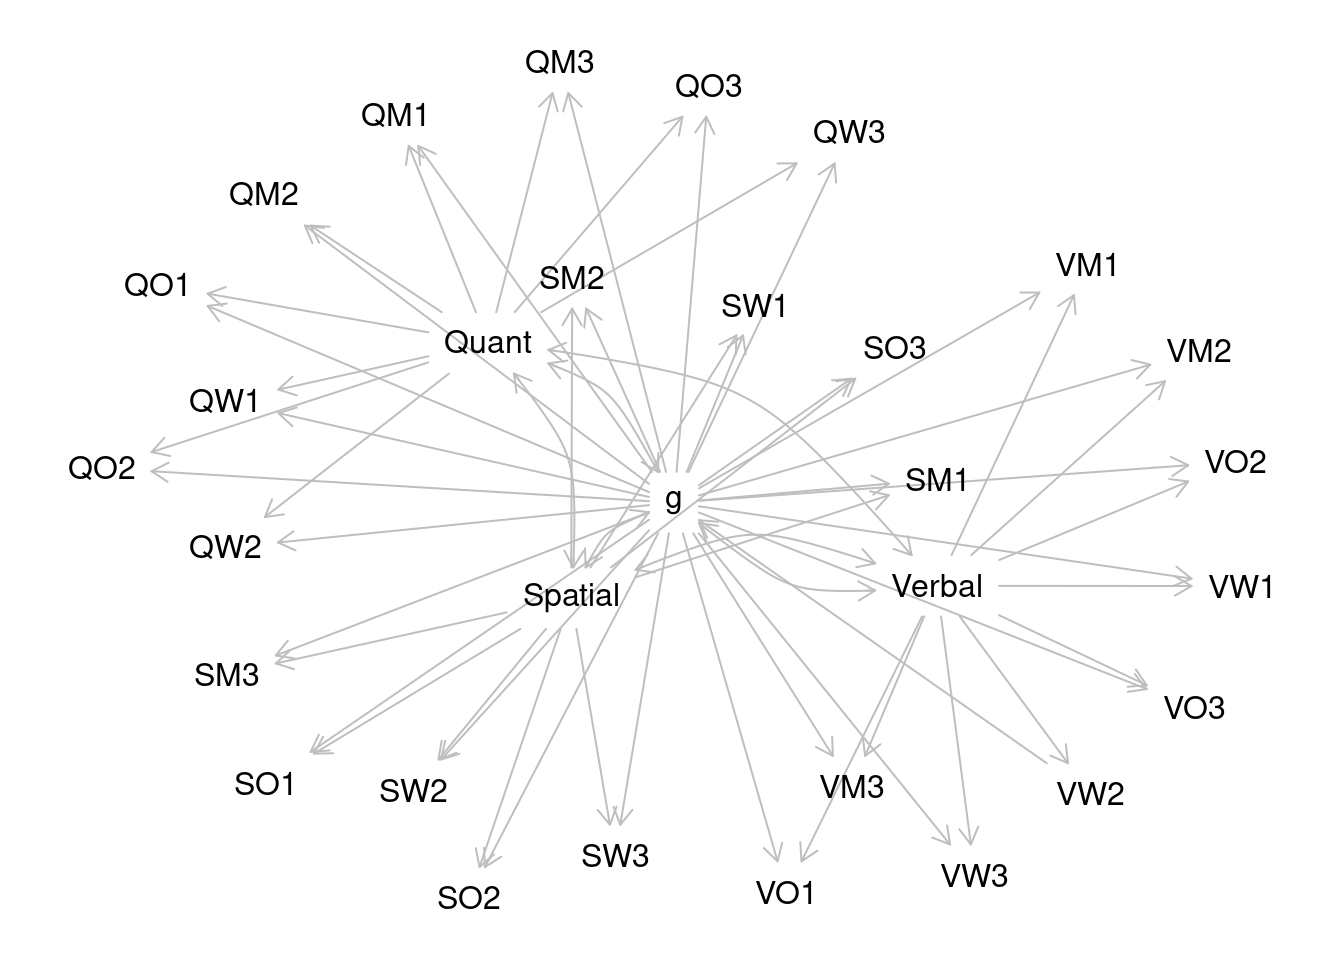 QM3
QO3
QM1
QW3
QM2
VM1
SM2
QO1
SW1
Quant
SO3
VM2
QW1
VO2
QO2
SM1
g
QW2
Verbal
VW1
Spatial
SM3
VO3
SO1
VM3
SW2
VW2
SW3
VW3
VO1
SO2